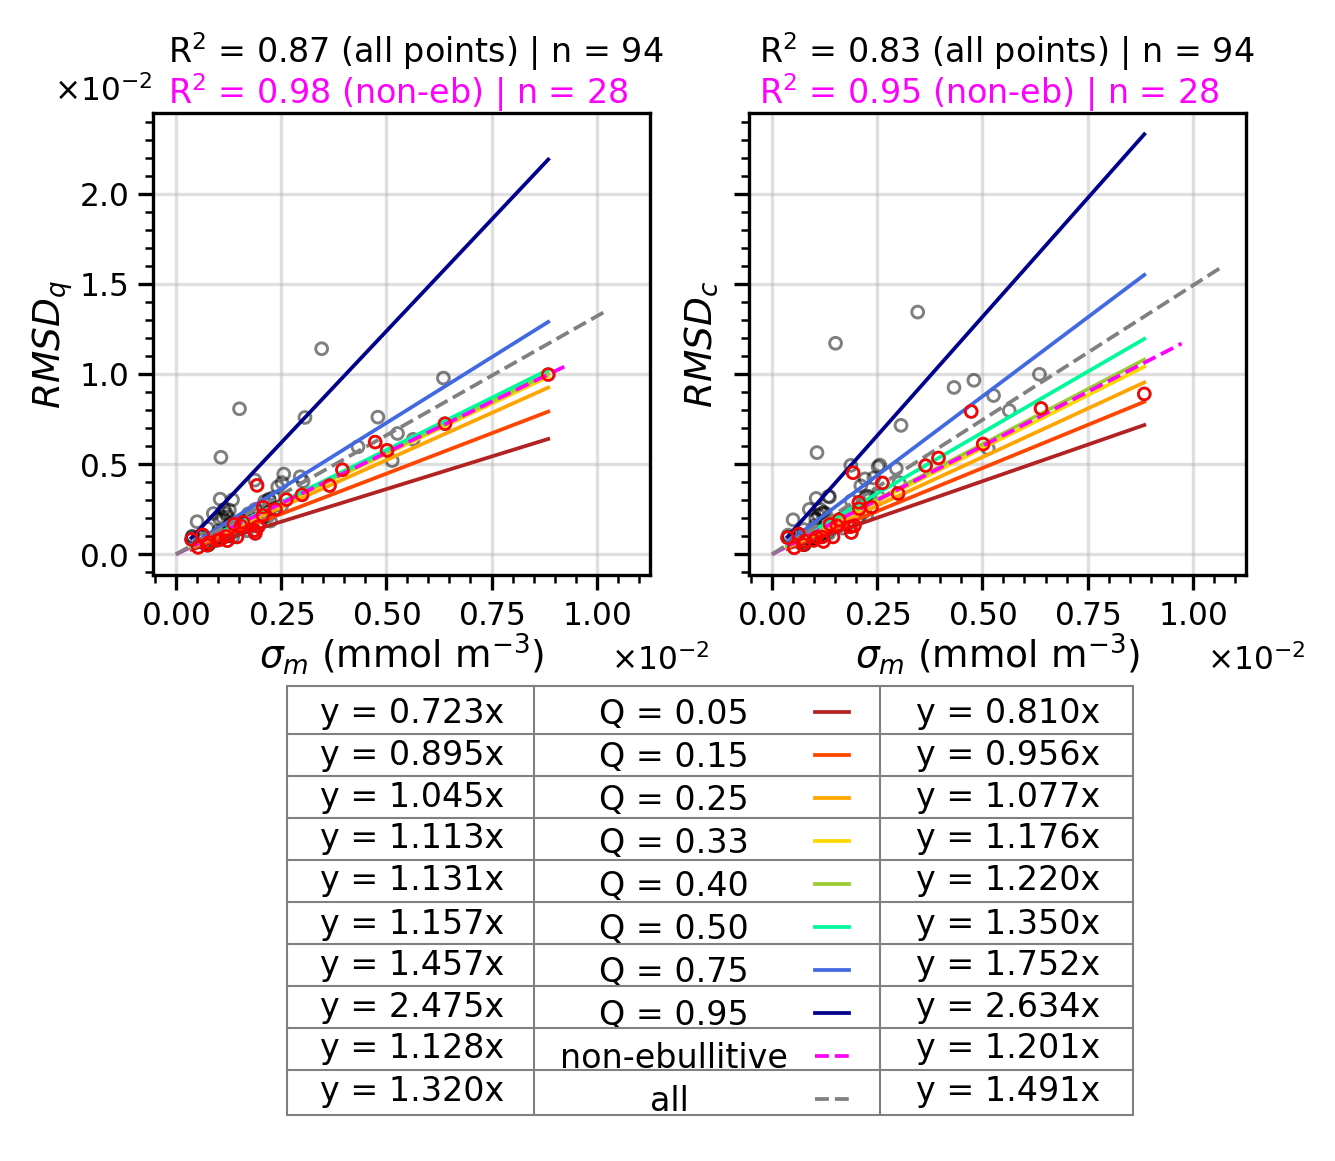 R² = 0.87 (all points) | n = 94
R² = 0.98 (non-eb) | n = 28
×10⁻²
RMSD_q
2.0
1.5
1.0
0.5
0.0
0.00 0.25 0.50 0.75 1.00
σ_m (mmol m⁻³) ×10⁻²
R² = 0.83 (all points) | n = 94
R² = 0.95 (non-eb) | n = 28
RMSD_c
0.00 0.25 0.50 0.75 1.00
σ_m (mmol m⁻³) ×10⁻²
y = 0.723x Q = 0.05 y = 0.810x
y = 0.895x Q = 0.15 y = 0.956x
y = 1.045x Q = 0.25 y = 1.077x
y = 1.113x Q = 0.33 y = 1.176x
y = 1.131x Q = 0.40 y = 1.220x
y = 1.157x Q = 0.50 y = 1.350x
y = 1.457x Q = 0.75 y = 1.752x
y = 2.475x Q = 0.95 y = 2.634x
y = 1.128x non-ebullitive y = 1.201x
y = 1.320x all y = 1.491x